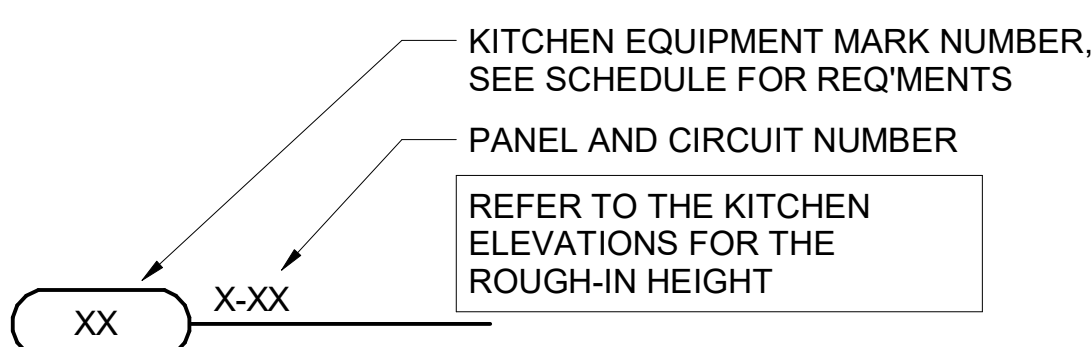 KITCHEN EQUIPMENT MARK NUMBER,
SEE SCHEDULE FOR REQ'MENTS
PANEL AND CIRCUIT NUMBER
REFER TO THE KITCHEN
ELEVATIONS FOR THE
ROUGH-IN HEIGHT
X-XX
XX